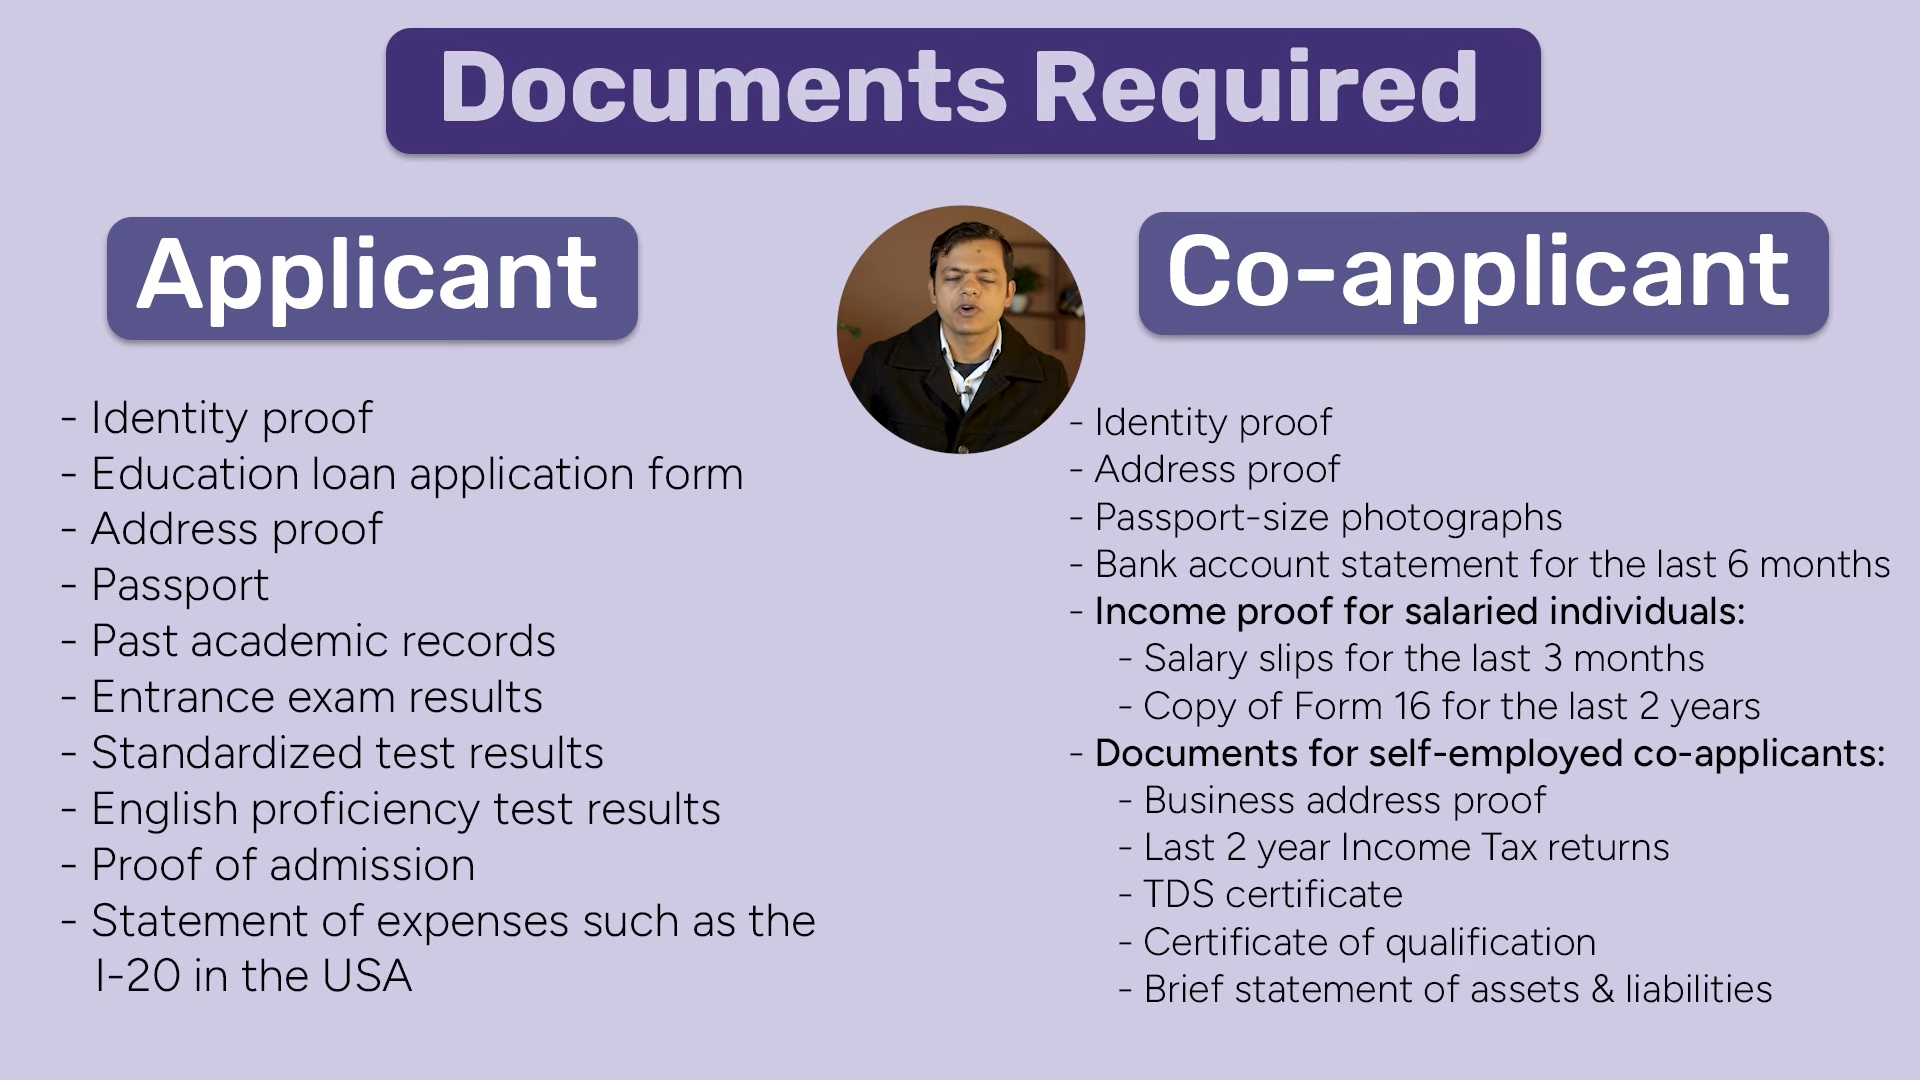 Documents Required
Applicant
- Identity proof
- Education loan application form
- Address proof
- Passport
- Past academic records
- Entrance exam results
- Standardized test results
- English proficiency test results
- Proof of admission
- Statement of expenses such as the
I-20 in the USA
Co-applicant
- Identity proof
- Address proof
- Passport-size photographs
- Bank account statement for the last 6 months
- Income proof for salaried individuals:
- Salary slips for the last 3 months
- Copy of Form 16 for the last 2 years
- Documents for self-employed co-applicants:
- Business address proof
- Last 2 year Income Tax returns
- TDS certificate
- Certificate of qualification
- Brief statement of assets & liabilities